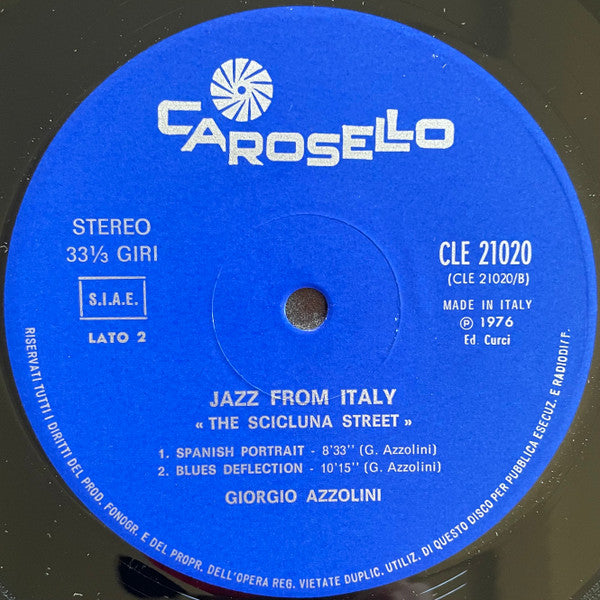 CAROSELLO
STEREO
33⅓ GIRI
S.I.A.E.
LATO 2
CLE 21020
(CLE 21020/B)
MADE IN ITALY
Ⓟ 1976
Ed. Curci
JAZZ FROM ITALY
« THE SCICLUNA STREET »
1. SPANISH PORTRAIT - 8'33'' (G. Azzolini)
2. BLUES DEFLECTION - 10'15'' (G. Azzolini)
GIORGIO AZZOLINI
RISERVATI TUTTI I DIRITTI DEL PROD. FONOGR. E DEL PROPR. DELL'OPERA REG. VIETATE DUPLIC. UTILIZ. DI QUESTO DISCO PER PUBBLICA ESECUZ. E RADIODI/F.